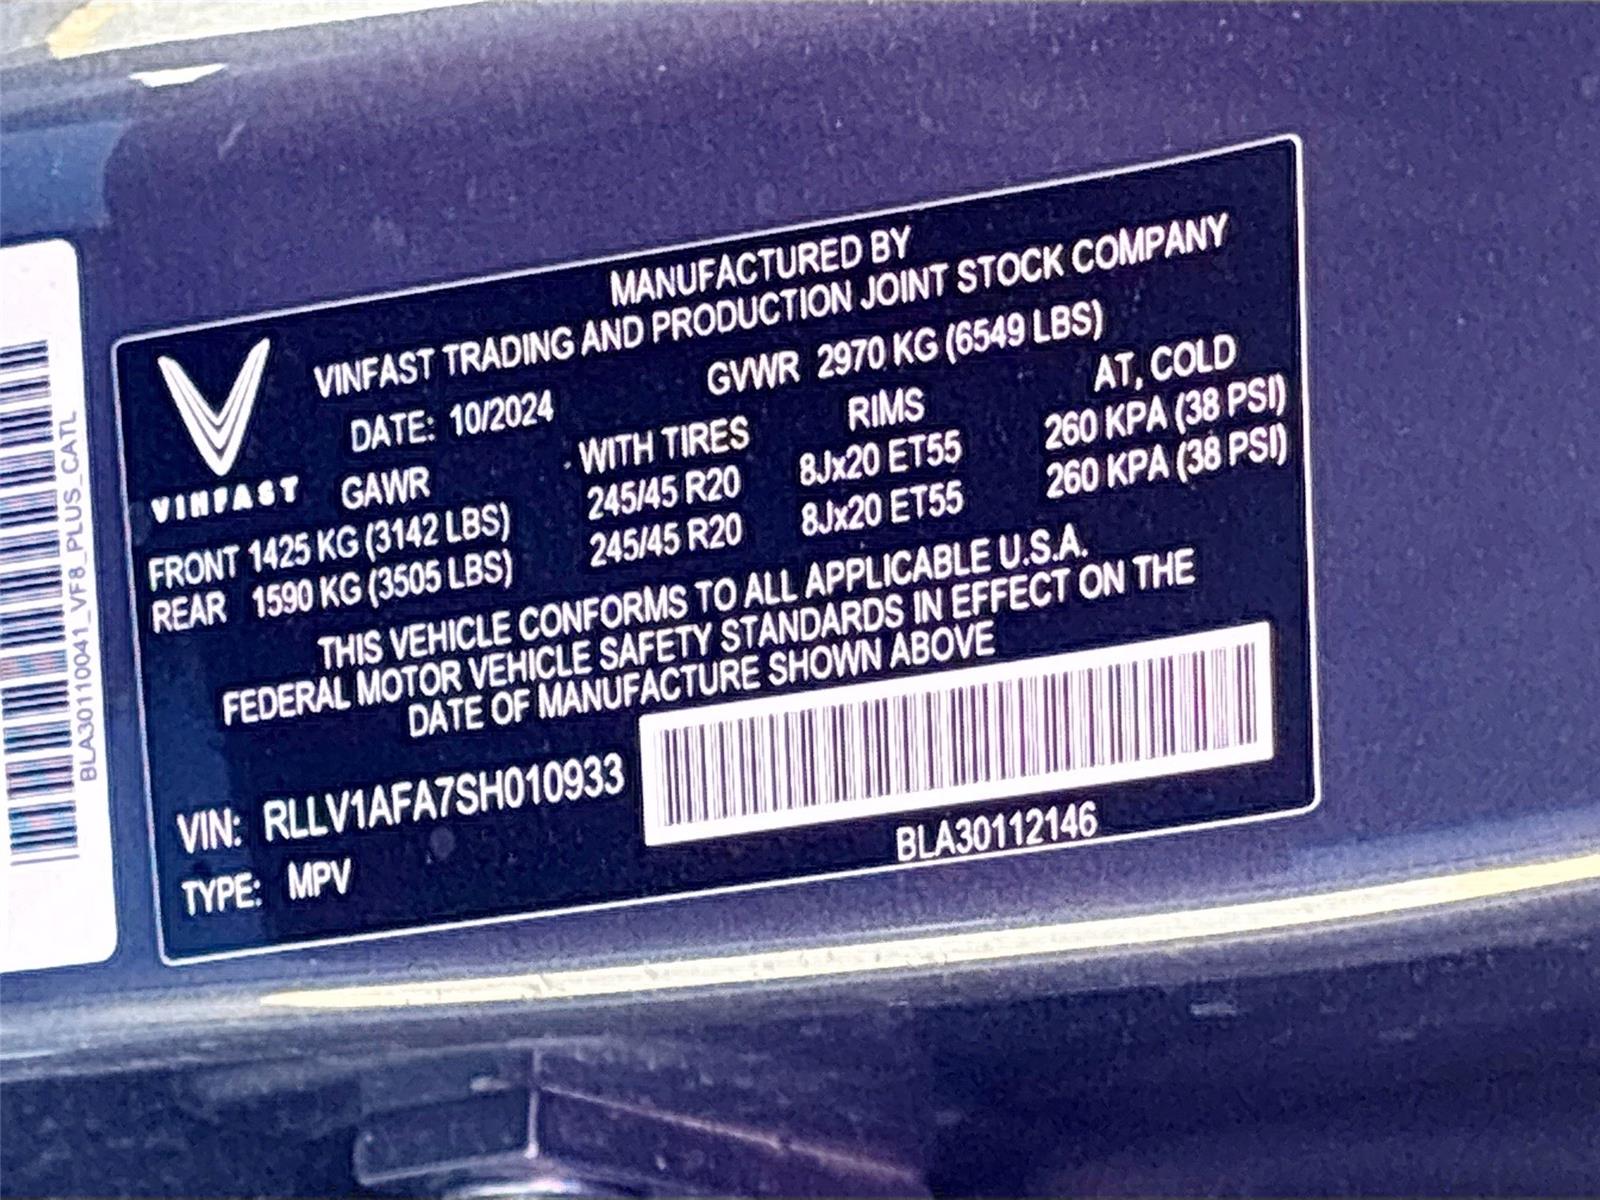 MANUFACTURED BY
VINFAST TRADING AND PRODUCTION JOINT STOCK COMPANY
DATE: 10/2024 GVWR 2970 KG (6549 LBS)
VINFAST
GAWR WITH TIRES RIMS AT, COLD
FRONT 1425 KG (3142 LBS) 245/45 R20 8Jx20 ET55 260 KPA (38 PSI)
REAR 1590 KG (3505 LBS) 245/45 R20 8Jx20 ET55 260 KPA (38 PSI)
THIS VEHICLE CONFORMS TO ALL APPLICABLE U.S.A.
FEDERAL MOTOR VEHICLE SAFETY STANDARDS IN EFFECT ON THE
DATE OF MANUFACTURE SHOWN ABOVE
VIN: RLLV1AFA7SH010933
TYPE: MPV
BLA30112146
BLA30110041_VF8_PLUS_CATL